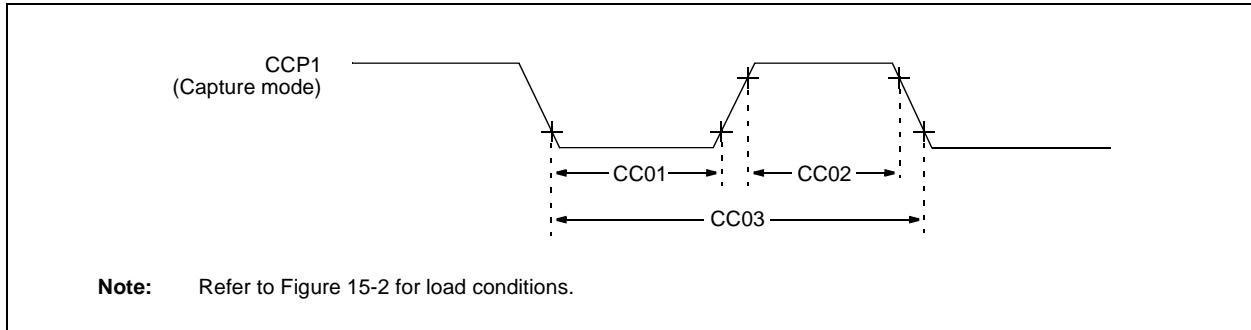 CCP1
(Capture mode)
CC01
CC02
CC03
Note: Refer to Figure 15-2 for load conditions.